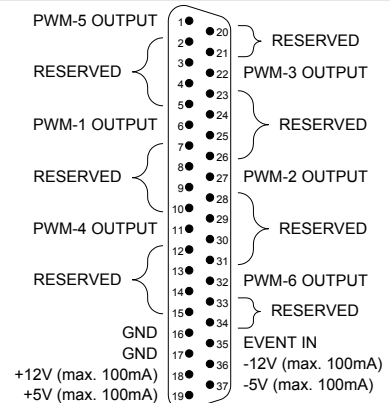 PWM-5 OUTPUT 1
RESERVED 2
3
4
5
PWM-1 OUTPUT 6
RESERVED 7
8
9
10
PWM-4 OUTPUT 11
RESERVED 12
13
14
15
GND 16
GND 17
+12V (max. 100mA) 18
+5V (max. 100mA) 19
20 RESERVED
21
22 PWM-3 OUTPUT
23 RESERVED
24
25
26
27 PWM-2 OUTPUT
28 RESERVED
29
30
31
32 PWM-6 OUTPUT
33 RESERVED
34
35 EVENT IN
36 -12V (max. 100mA)
37 -5V (max. 100mA)